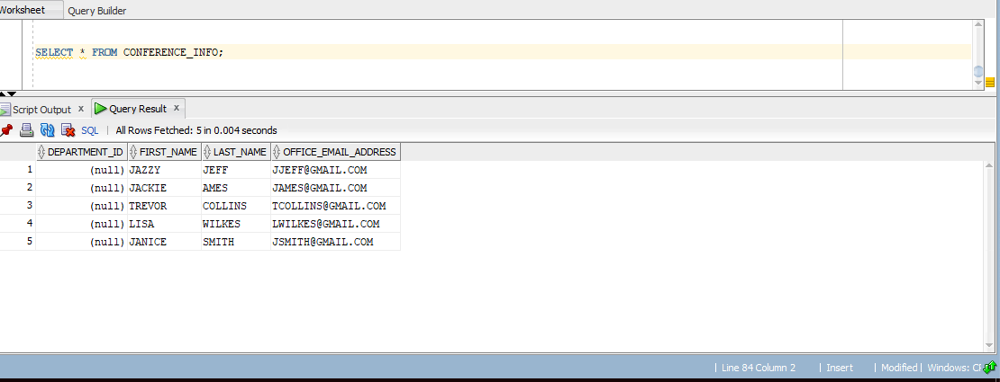 Worksheet Query Builder
SELECT * FROM CONFERENCE_INFO;
Script Output x Query Result x
SQL | All Rows Fetched: 5 in 0.004 seconds
DEPARTMENT_ID FIRST_NAME LAST_NAME OFFICE_EMAIL_ADDRESS
1 (null) JAZZY JEFF JJEFF@GMAIL.COM
2 (null) JACKIE AMES JAMES@GMAIL.COM
3 (null) TREVOR COLLINS TCOLLINS@GMAIL.COM
4 (null) LISA WILKES LWILKES@GMAIL.COM
5 (null) JANICE SMITH JSMITH@GMAIL.COM
| Line 84 Column 2 | Insert | Modified | Windows: